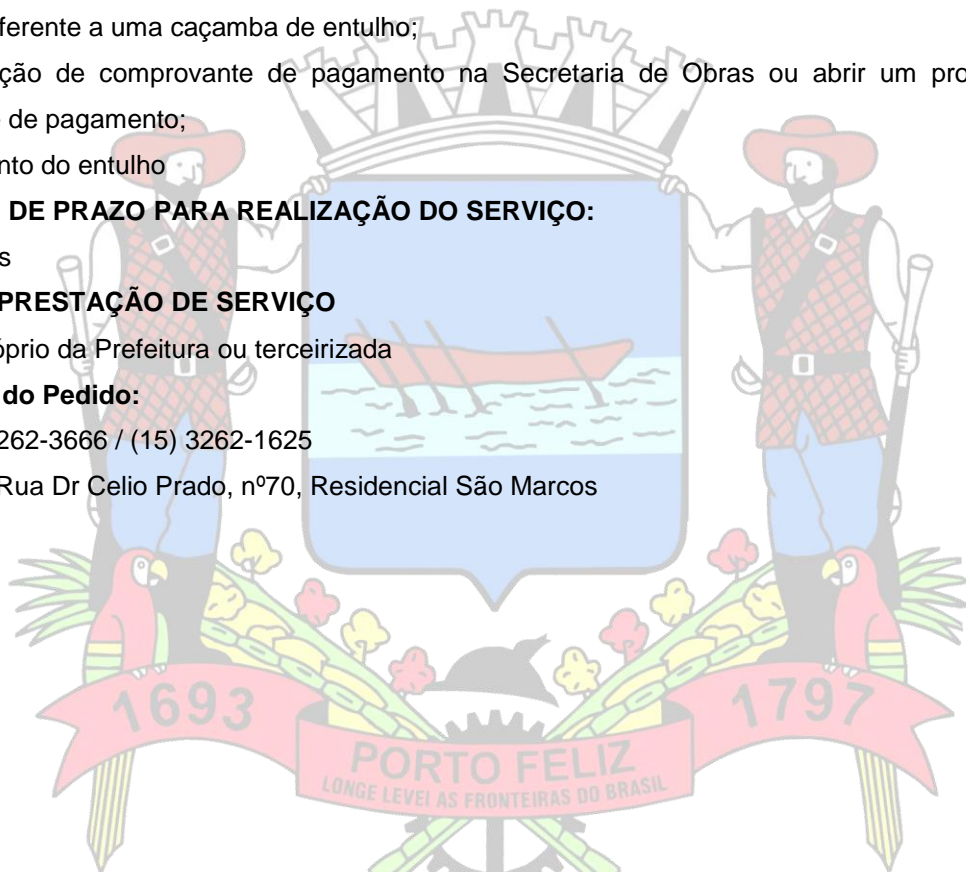 ferente a uma caçamba de entulho;
ção de comprovante de pagamento na Secretaria de Obras ou abrir um pro
de pagamento;
nto do entulho
DE PRAZO PARA REALIZAÇÃO DO SERVIÇO:
s
PRESTAÇÃO DE SERVIÇO
óprio da Prefeitura ou terceirizada
do Pedido:
262-3666 / (15) 3262-1625
Rua Dr Celio Prado, nº70, Residencial São Marcos
1693 1797
PORTO FELIZ
LONGE LEVEI AS FRONTEIRAS DO BRASIL